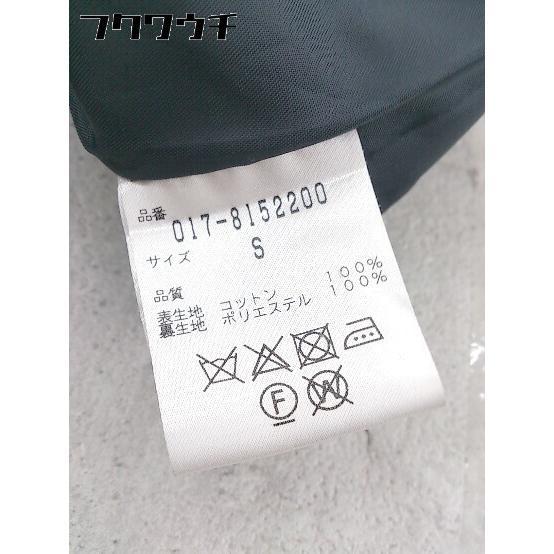 フクワウチ
品番 017-8152200
サイズ S
品質
表生地 コットン 100%
裏生地 ポリエステル 100%
F W